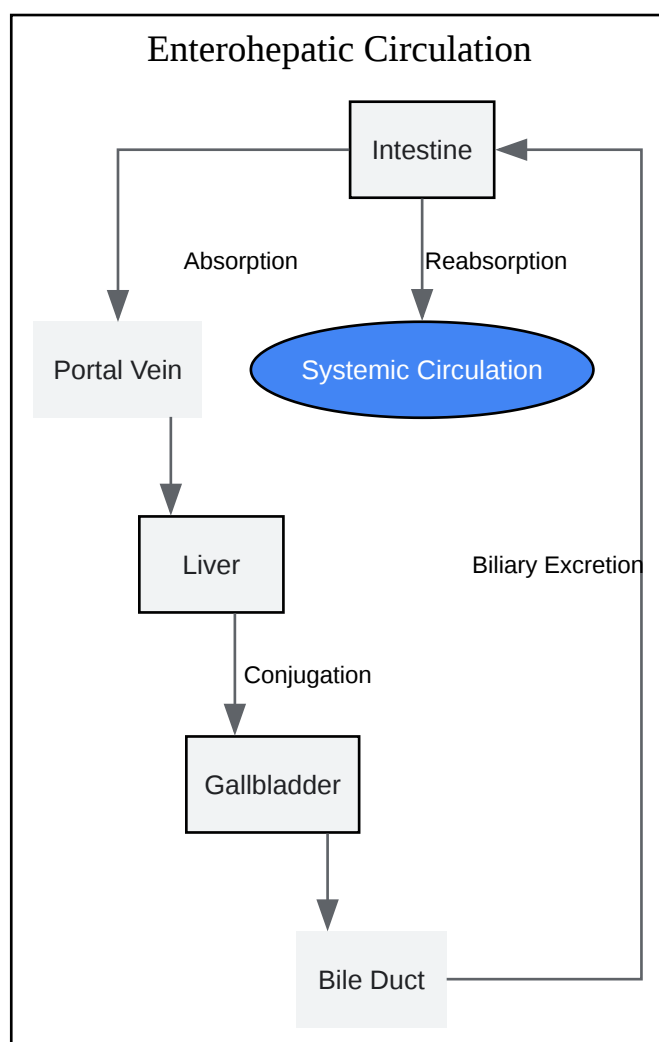 Enterohepatic Circulation
Intestine
Absorption
Reabsorption
Portal Vein
Systemic Circulation
Liver
Biliary Excretion
Conjugation
Gallbladder
Bile Duct